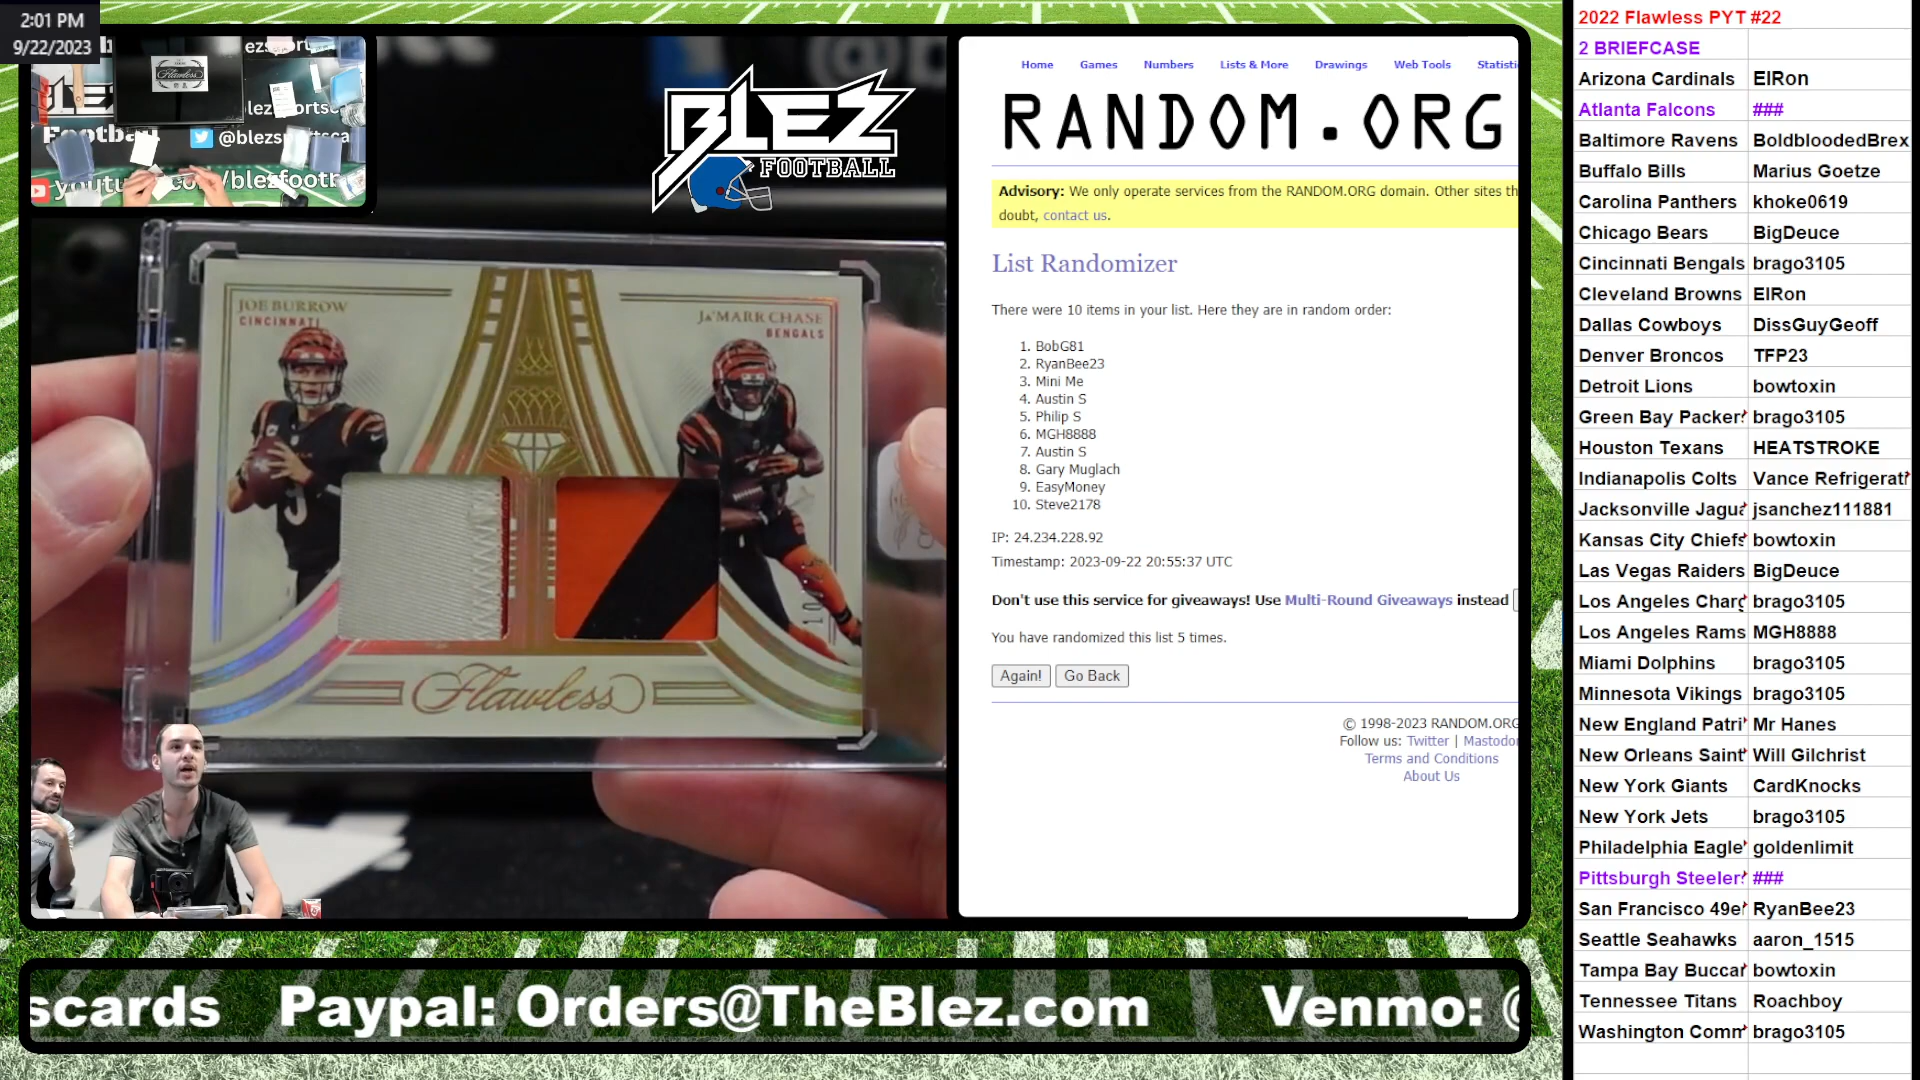 2:01 PM
9/22/2023
Football
@blezsportsca
BLEZ
FOOTBALL
JOE BURROW
CINCINNATI
Ja'MARR CHASE
BENGALS
Flawless
Home Games Numbers Lists & More Drawings Web Tools Statisti
RANDOM.ORG
Advisory: We only operate services from the RANDOM.ORG domain. Other sites th
doubt, contact us.
List Randomizer
There were 10 items in your list. Here they are in random order:
1. BobG81
2. RyanBee23
3. Mini Me
4. Austin S
5. Philip S
6. MGH8888
7. Austin S
8. Gary Muglach
9. EasyMoney
10. Steve2178
IP: 24.234.228.92
Timestamp: 2023-09-22 20:55:37 UTC
Don't use this service for giveaways! Use Multi-Round Giveaways instead
You have randomized this list 5 times.
Again! Go Back
© 1998-2023 RANDOM.ORG
Follow us: Twitter | Mastodo
Terms and Conditions
About Us
2022 Flawless PYT #22
2 BRIEFCASE
Arizona Cardinals ElRon
Atlanta Falcons ###
Baltimore Ravens BoldbloodedBrex
Buffalo Bills Marius Goetze
Carolina Panthers khoke0619
Chicago Bears BigDeuce
Cincinnati Bengals brago3105
Cleveland Browns ElRon
Dallas Cowboys DissGuyGeoff
Denver Broncos TFP23
Detroit Lions bowtoxin
Green Bay Packer brago3105
Houston Texans HEATSTROKE
Indianapolis Colts Vance Refrigerati
Jacksonville Jagua jsanchez111881
Kansas City Chiefs bowtoxin
Las Vegas Raiders BigDeuce
Los Angeles Charg brago3105
Los Angeles Rams MGH8888
Miami Dolphins brago3105
Minnesota Vikings brago3105
New England Patri Mr Hanes
New Orleans Saint Will Gilchrist
New York Giants CardKnocks
New York Jets brago3105
Philadelphia Eagle goldenlimit
Pittsburgh Steeler ###
San Francisco 49e RyanBee23
Seattle Seahawks aaron_1515
Tampa Bay Buccar bowtoxin
Tennessee Titans Roachboy
Washington Comm brago3105
scards Paypal: Orders@TheBlez.com Venmo: @